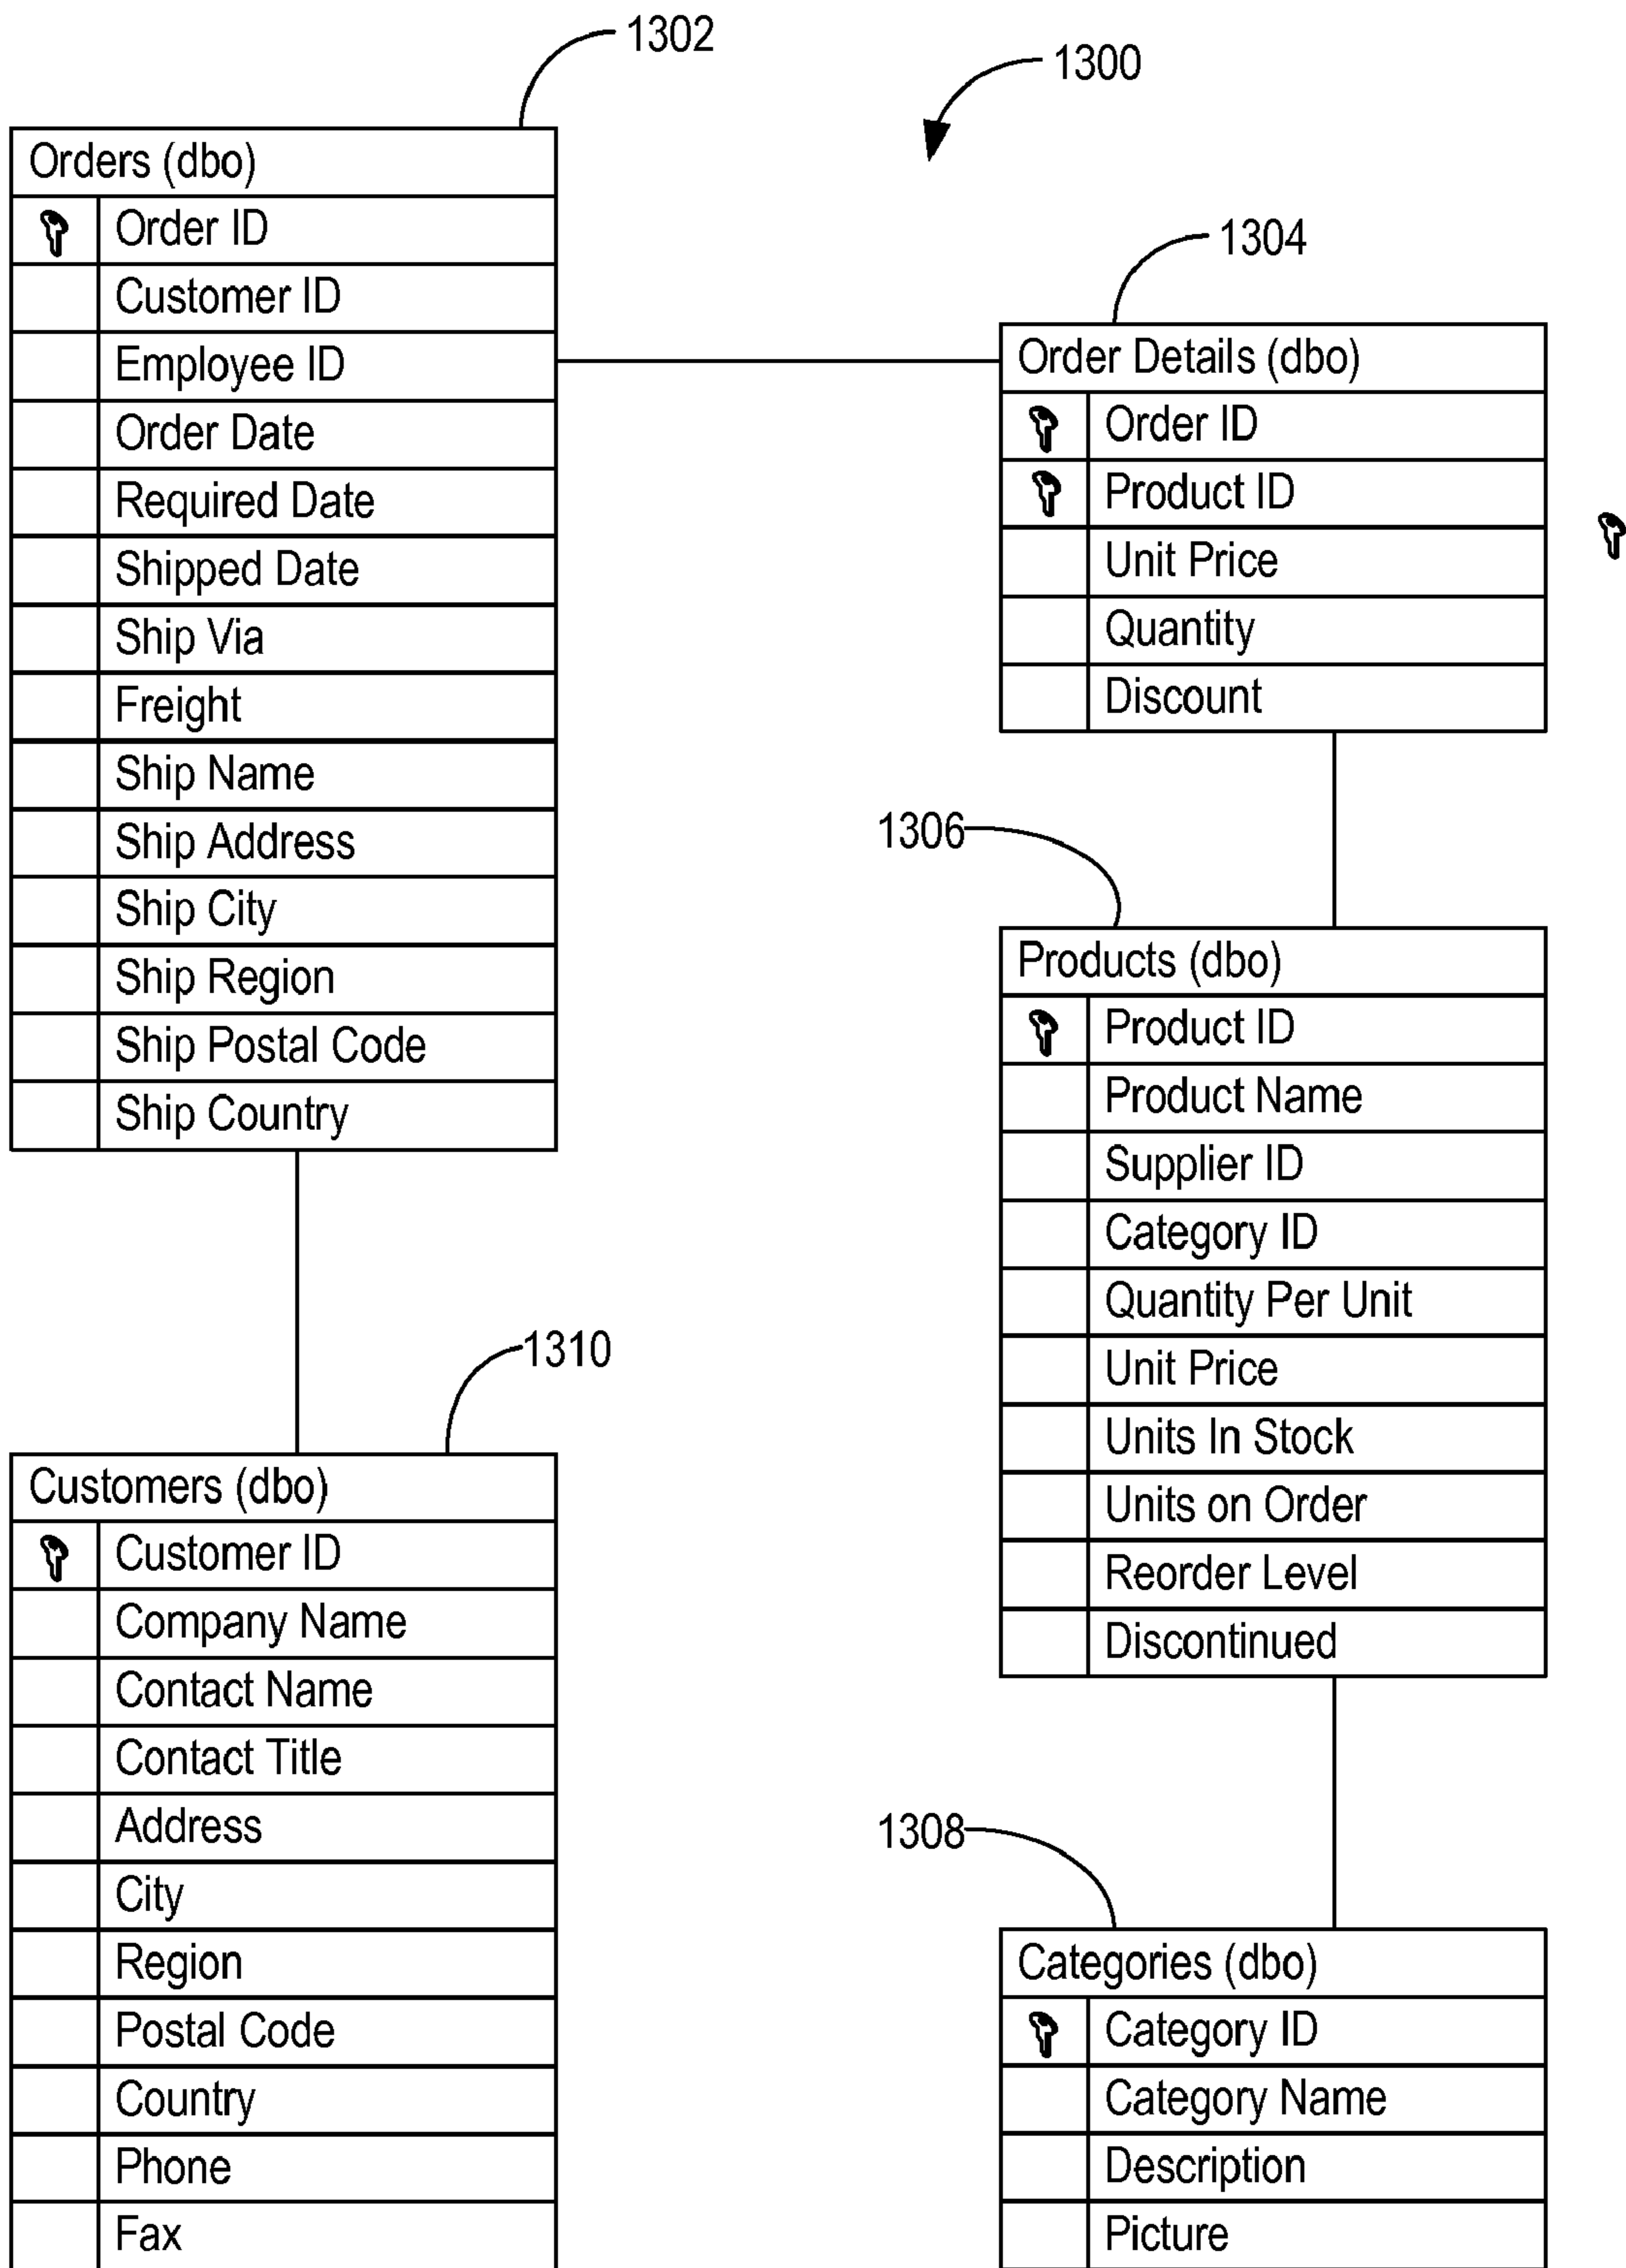 1302
1300
Orders (dbo)
Order ID
Customer ID
Employee ID
Order Date
Required Date
Shipped Date
Ship Via
Freight
Ship Name
Ship Address
Ship City
Ship Region
Ship Postal Code
Ship Country
1304
Order Details (dbo)
Order ID
Product ID
Unit Price
Quantity
Discount
1306
Products (dbo)
Product ID
Product Name
Supplier ID
Category ID
Quantity Per Unit
Unit Price
Units In Stock
Units on Order
Reorder Level
Discontinued
1310
Customers (dbo)
Customer ID
Company Name
Contact Name
Contact Title
Address
City
Region
Postal Code
Country
Phone
Fax
1308
Categories (dbo)
Category ID
Category Name
Description
Picture